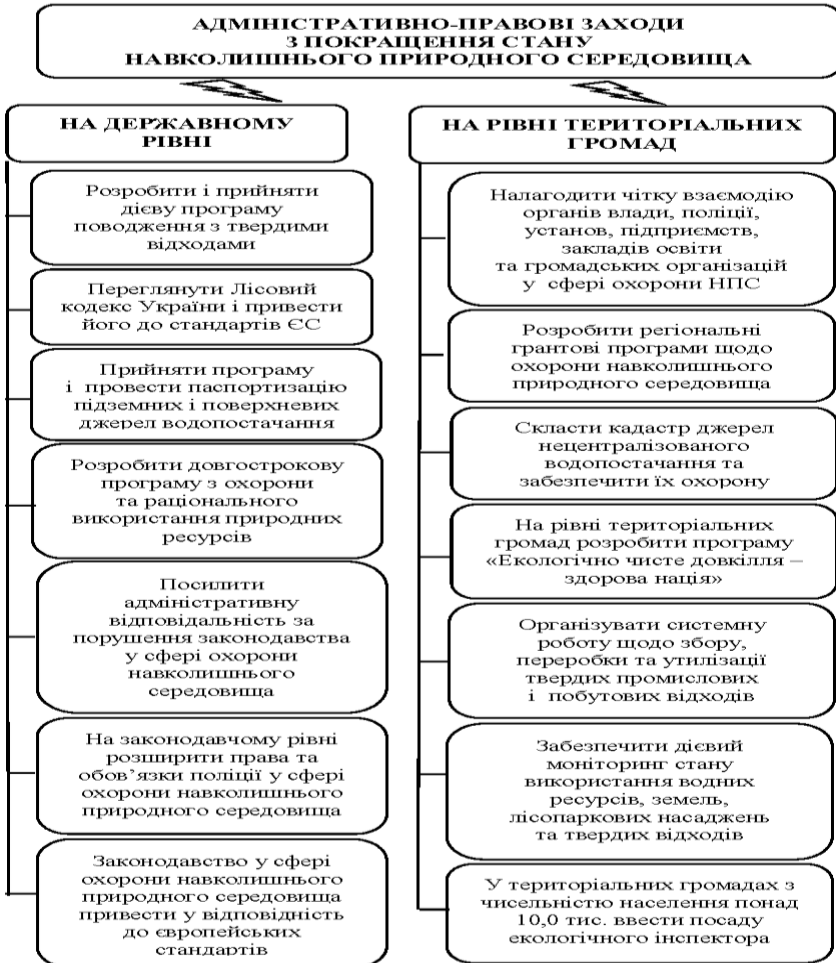 АДМІНІСТРАТИВНО-ПРАВОВІ ЗАХОДИ
З ПОКРАЩЕННЯ СТАНУ
НАВКОЛИШНЬОГО ПРИРОДНОГО СЕРЕДОВИЩА
НА ДЕРЖАВНОМУ
РІВНІ
Розробити і прийняти
дієву програму
поводження з твердими
відходами
Переглянути Лісовий
кодекс України і привести
його до стандартів ЄС
Прийняти програму
і провести паспортизацію
підземних і поверхневих
джерел водопостачання
Розробити довгострокову
програму з охорони
та раціонального
використання природних
ресурсів
Посилити
адміністративну
відповідальність за
порушення законодавства
у сфері охорони
навколишнього
середовища
На законодавчому рівні
розширити права та
обов’язки поліції у сфері
охорони навколишнього
природного середовища
Законодавство у сфері
охорони навколишнього
природного середовища
привести у відповідність
до європейських
стандартів
НА РІВНІ ТЕРИТОРІАЛЬНИХ
ГРОМАД
Налагодити чітку взаємодію
органів влади, поліції,
установ, підприємств,
закладів освіти
та громадських організацій
у сфері охорони НПС
Розробити регіональні
грантові програми щодо
охорони навколишнього
природного середовища
Скласти кадастр джерел
нецентралізованого
водопостачання та
забезпечити їх охорону
На рівні територіальних
громад розробити програму
«Екологічно чисте довкілля –
здорова нація»
Організувати системну
роботу щодо збору,
переробки та утилізації
твердих промислових
і побутових відходів
Забезпечити дієвий
моніторинг стану
використання водних
ресурсів, земель,
лісопаркових насаджень
та твердих відходів
У територіальних громадах з
чисельністю населення понад
10,0 тис. ввести посаду
екологічного інспектора